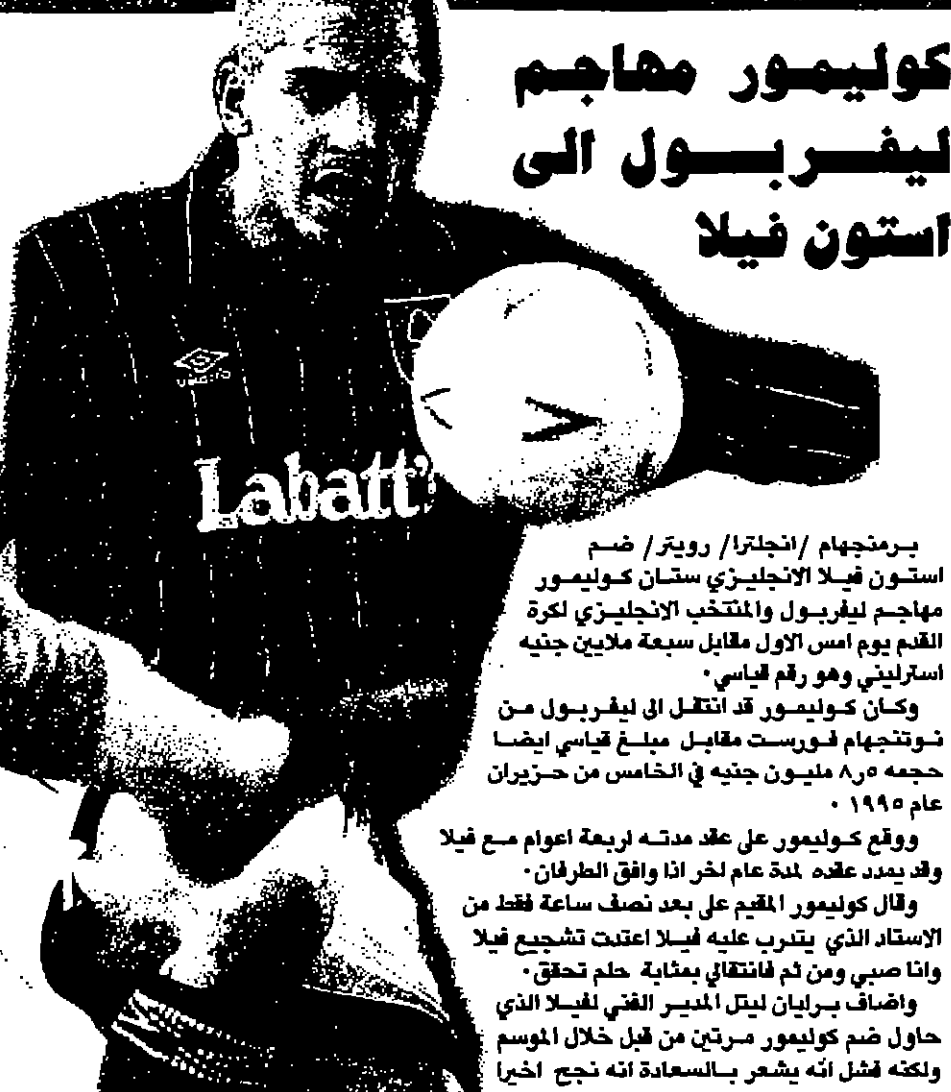 كوليمور مهاجم
ليفربول الى
استون فيلا
UMBRO
Labatt'
برمنجهام /انجلترا/ رويتر/ ضم
استون فيلا الانجليزي ستان كوليمور
مهاجم ليفربول والمنتخب الانجليزي لكرة
القدم يوم امس الاول مقابل سبعة ملايين جنيه
استرليني وهو رقم قياسي٠
وكان كوليمور قد انتقل الى ليفربول من
نوتنجهام فورست مقابل مبلغ قياسي ايضا
حجمه ٥ر٨ مليون جنيه في الخامس من حزيران
عام ١٩٩٥ ٠
ووقع كوليمور على عقد مدته اربعة اعوام مع فيلا
وقد يمدد عقده لمدة عام اخر اذا وافق الطرفان٠
وقال كوليمور المقيم على بعد نصف ساعة فقط من
الاستاد الذي يتدرب عليه فيلا اعتدت تشجيع فيلا
وانا صبي ومن ثم فانتقالي بمثابة حلم تحقق٠
واضاف برايان ليتل المدير الفني لفيلا الذي
حاول ضم كوليمور مرتين من قبل خلال الموسم
ولكنه فشل انه يشعر بالسعادة انه نجح اخيرا